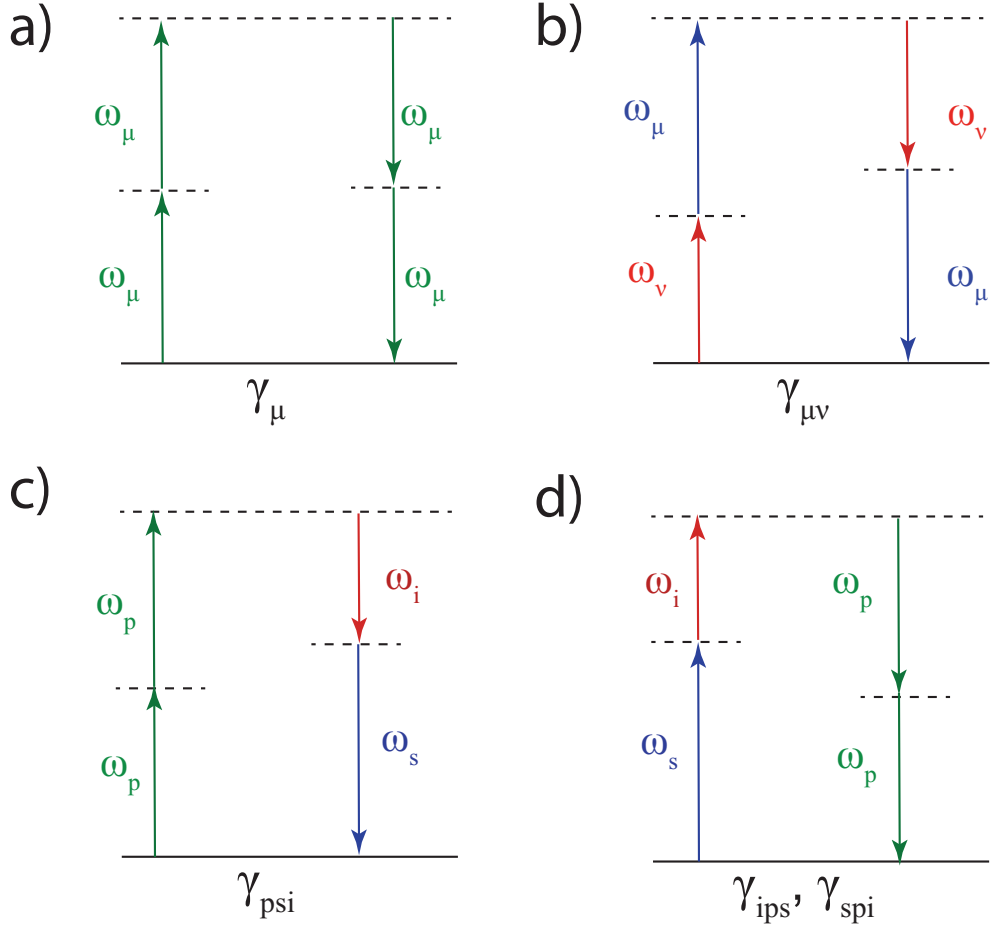 a)
ω_μ
ω_μ
ω_μ
ω_μ
γ_μ
b)
ω_μ
ω_ν
ω_ν
ω_μ
γ_μν
c)
ω_p
ω_i
ω_p
ω_s
γ_psi
d)
ω_i
ω_p
ω_s
ω_p
γ_ips, γ_spi